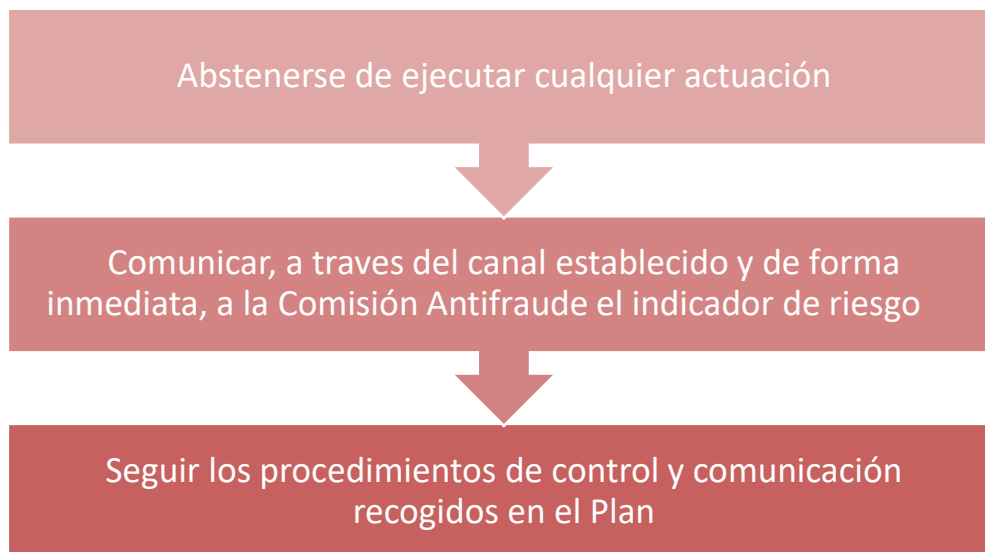 Abstenerse de ejecutar cualquier actuación
Comunicar, a traves del canal establecido y de forma
inmediata, a la Comisión Antifraude el indicador de riesgo
Seguir los procedimientos de control y comunicación
recogidos en el Plan